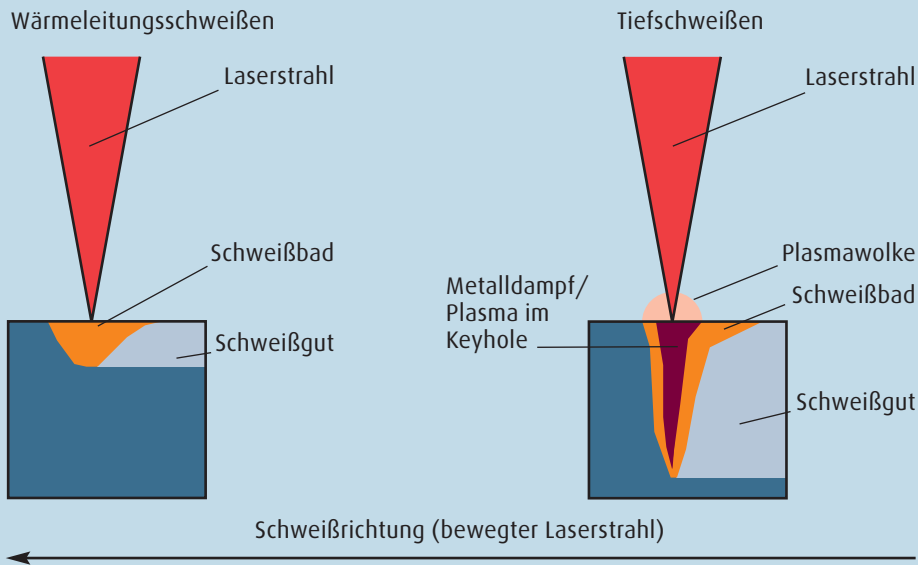 Wärmeleitungsschweißen
Laserstrahl
Schweißbad
Schweißgut
Tiefschweißen
Laserstrahl
Plasmawolke
Metalldampf/
Plasma im
Keyhole
Schweißbad
Schweißgut
Schweißrichtung (bewegter Laserstrahl)